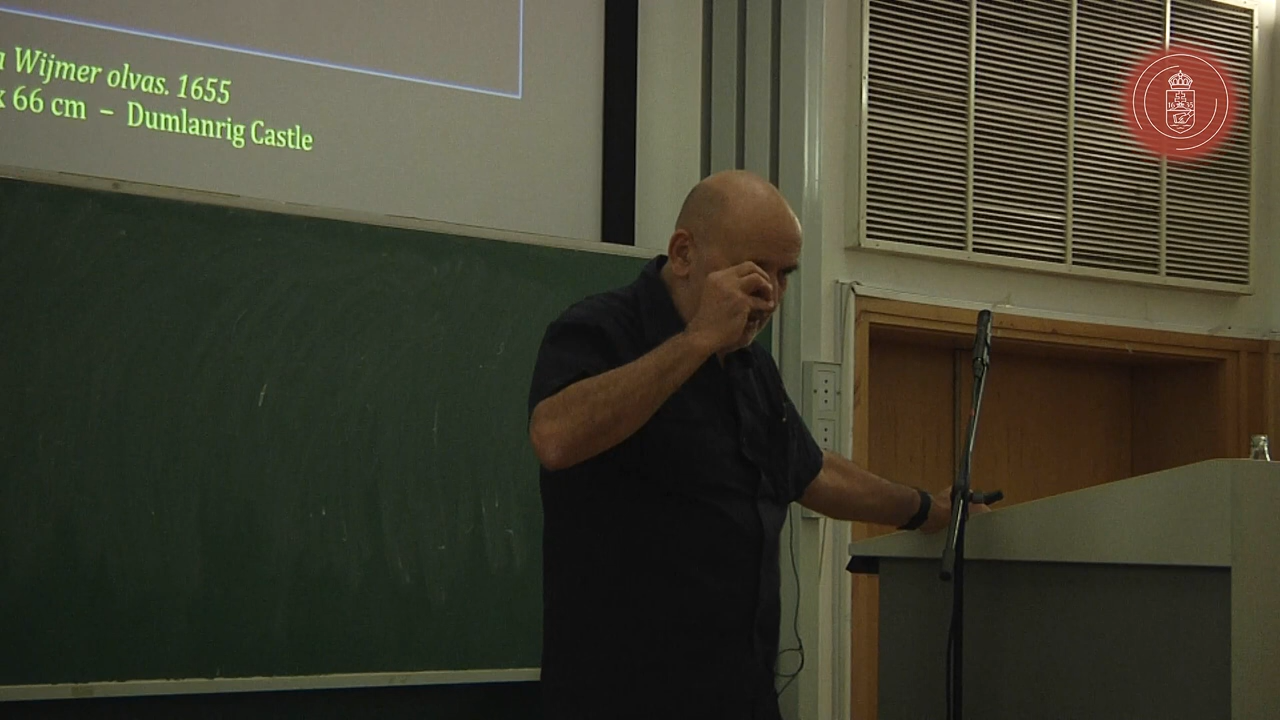 Wijmer olvas. 1655
x 66 cm – Dumlanrig Castle